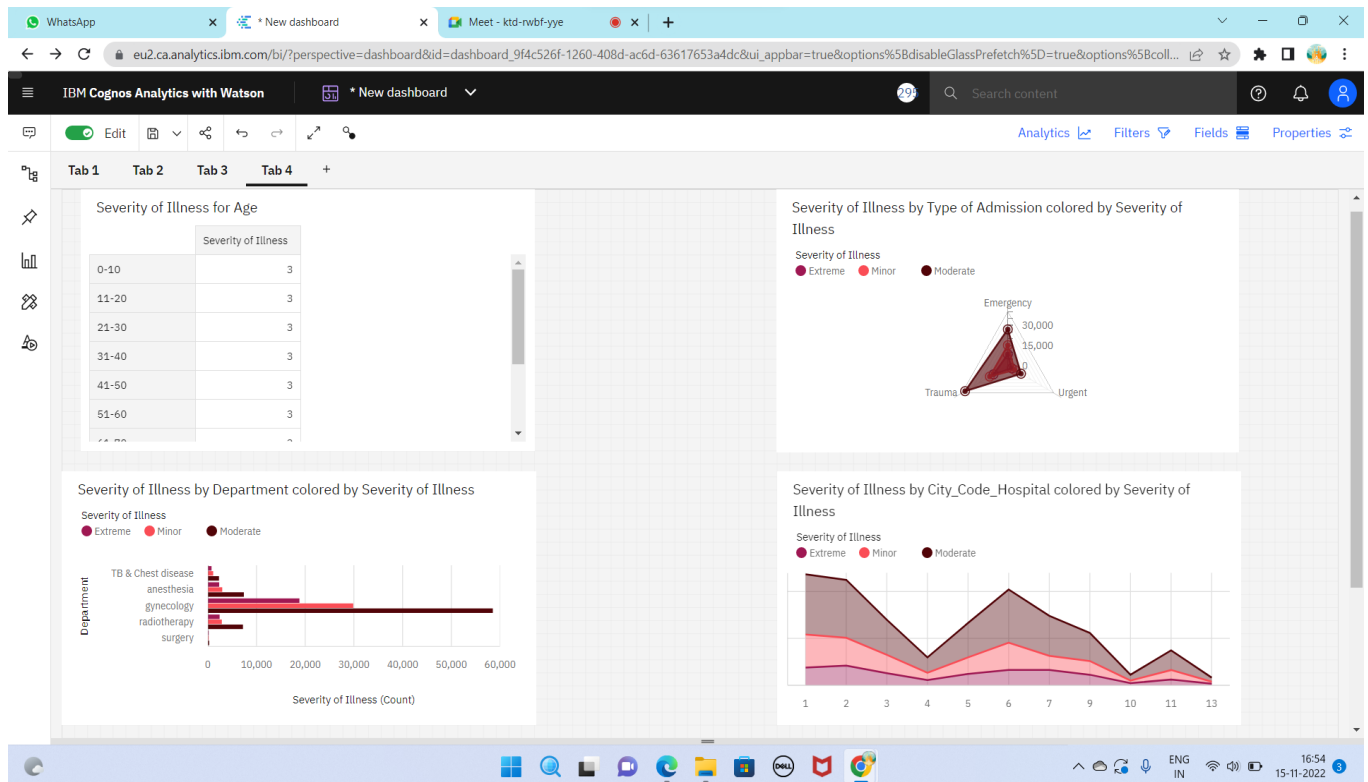 WhatsApp
* New dashboard
Meet - ktd-rwbf-yye
eu2.ca.analytics.ibm.com/bi/?perspective=dashboard&id=dashboard_9f4c526f-1260-408d-ac6d-63617653a4dc&ui_appbar=true&options%5BdisableGlassPrefetch%5D=true&options%5Bcoll...
IBM Cognos Analytics with Watson
* New dashboard
295
Search content
Edit
Analytics
Filters
Fields
Properties
Tab 1 Tab 2 Tab 3 Tab 4 +
Severity of Illness for Age
Severity of Illness
0-10 3
11-20 3
21-30 3
31-40 3
41-50 3
51-60 3
Severity of Illness by Type of Admission colored by Severity of
Illness
Severity of Illness
Extreme Minor Moderate
Emergency
30,000
15,000
0
Trauma
Urgent
Severity of Illness by Department colored by Severity of Illness
Severity of Illness
Extreme Minor Moderate
Department
TB & Chest disease
anesthesia
gynecology
radiotherapy
surgery
0 10,000 20,000 30,000 40,000 50,000 60,000
Severity of Illness (Count)
Severity of Illness by City_Code_Hospital colored by Severity of
Illness
Severity of Illness
Extreme Minor Moderate
1 2 3 4 5 6 7 8 9 10 11 13
DELL
ENG
IN
16:54
15-11-2022
3